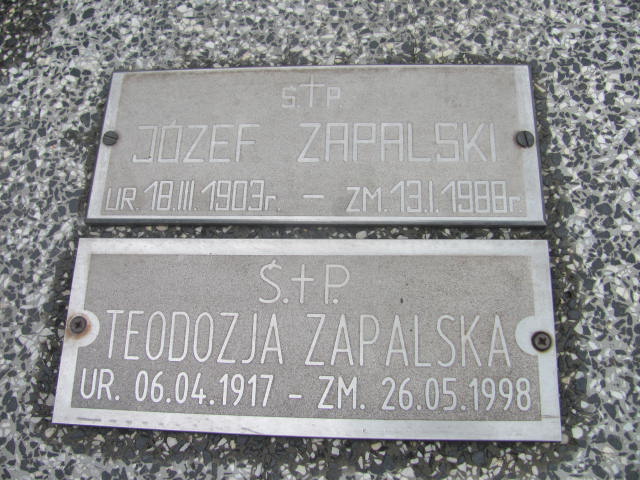 Ś.†P.
JÓZEF ZAPALSKI
UR. 18.III.1903r. – ZM. 13.I.1988r.
Ś.†P.
TEODOZJA ZAPALSKA
UR. 06.04.1917 - ZM. 26.05.1998